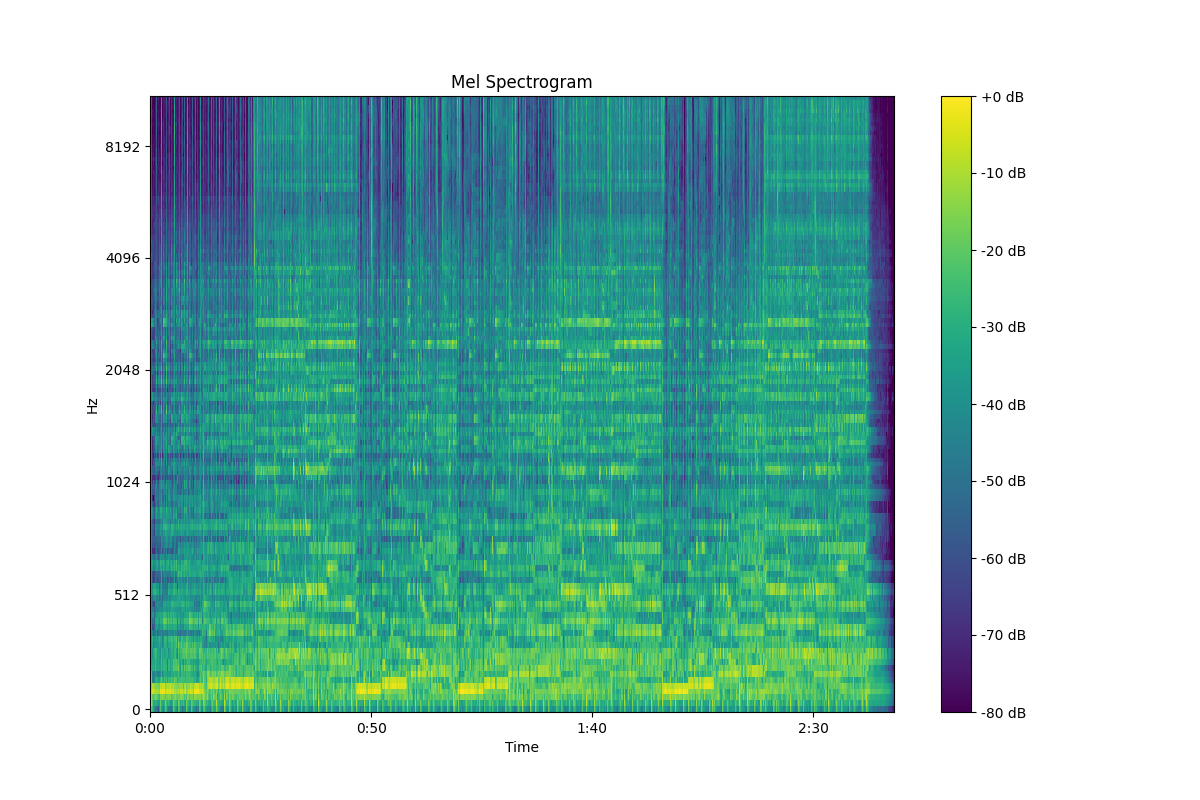 Mel Spectrogram
+0 dB
8192
-10 dB
-20 dB
4096
-30 dB
2048
-40 dB
Hz
1024
-50 dB
-60 dB
512
-70 dB
0
-80 dB
0:00
0:50
1:40
2:30
Time